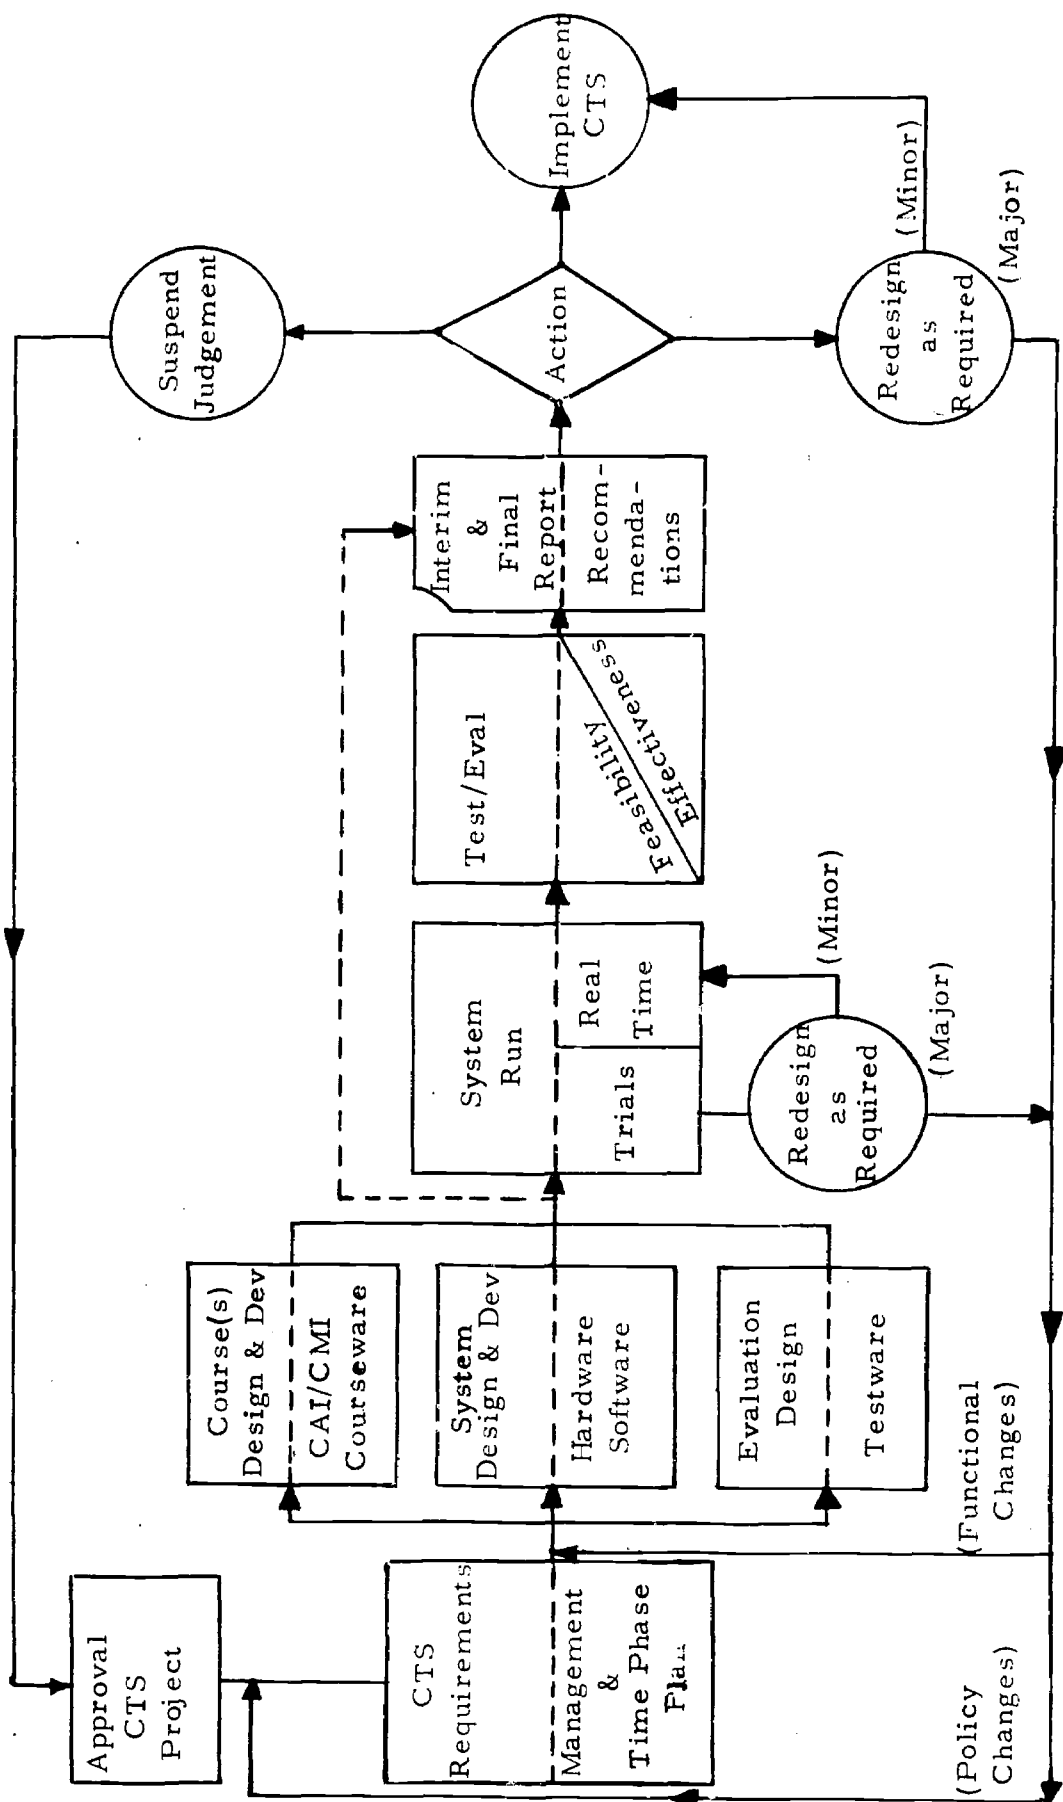 Approval
CTS
Project
CTS
Requirements
Management
&
Time Phase
Plan
(Policy
Changes)
(Functional
Changes)
Course(s)
Design & Dev
CAI/CMI
Courseware
System
Design & Dev
Hardware
Software
Evaluation
Design
Testware
System
Run
Trials
Real
Time
Redesign
as
Required
(Minor)
(Major)
Test/Eval
Feasibility
Effectiveness
Interim
&
Final
Report
Recom-
menda-
tions
Action
Suspend
Judgement
Implement
CTS
Redesign
as
Required
(Minor)
(Major)